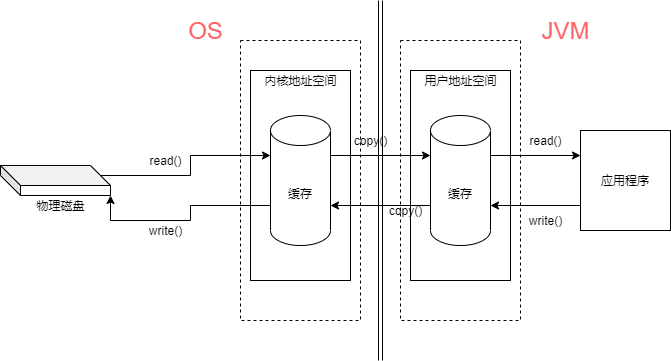 OS
JVM
内核地址空间
用户地址空间
read()
copy()
read()
缓存
缓存
应用程序
物理磁盘
write()
copy()
write()